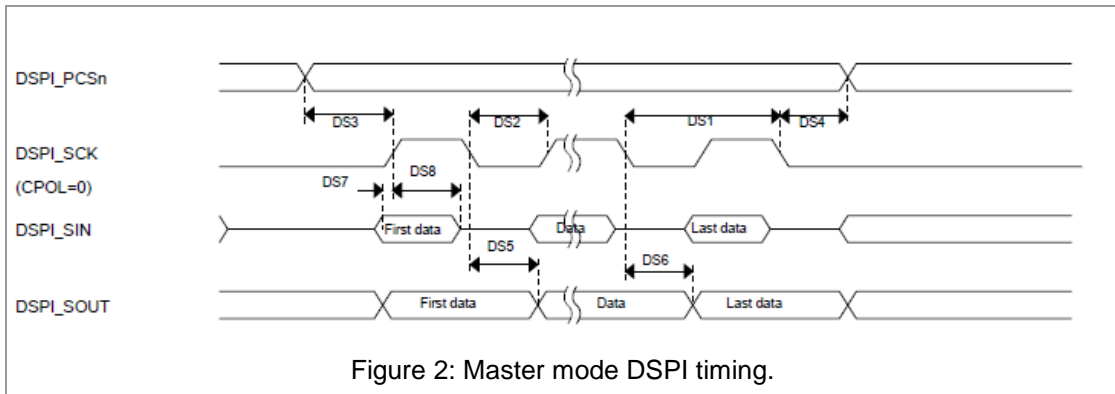 DSPI_PCSn
DS3 DS2 DS1 DS4
DSPI_SCK
(CPOL=0)
DS7 DS8
DSPI_SIN
First data Data Last data
DS5 DS6
DSPI_SOUT
First data Data Last data
Figure 2: Master mode DSPI timing.